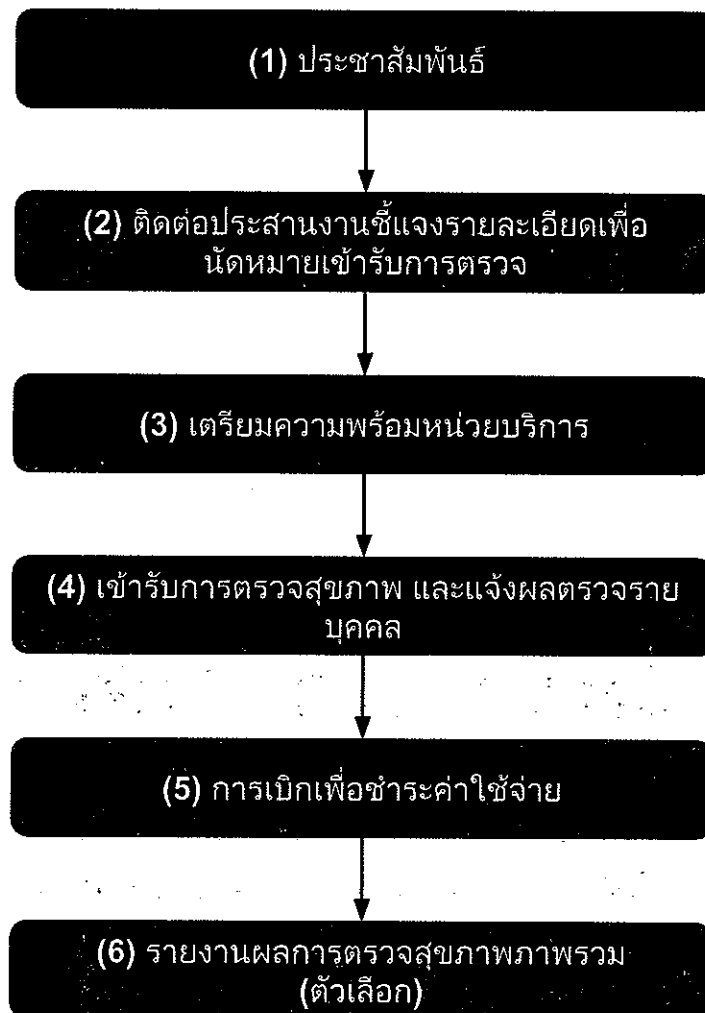 (1) ประชาสัมพันธ์
(2) ติดต่อประสานงานชี้แจงรายละเอียดเพื่อ
นัดหมายเข้ารับการตรวจ
(3) เตรียมความพร้อมหน่วยบริการ
(4) เข้ารับการตรวจสุขภาพ และแจ้งผลตรวจราย
บุคคล
(5) การเบิกเพื่อชำระค่าใช้จ่าย
(6) รายงานผลการตรวจสุขภาพภาพรวม
(ตัวเลือก)